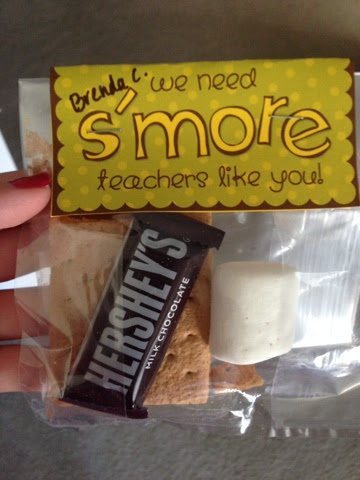 Brenda C.
we need
s'more
teachers like you!
HERSHEY'S
MILK CHOCOLATE